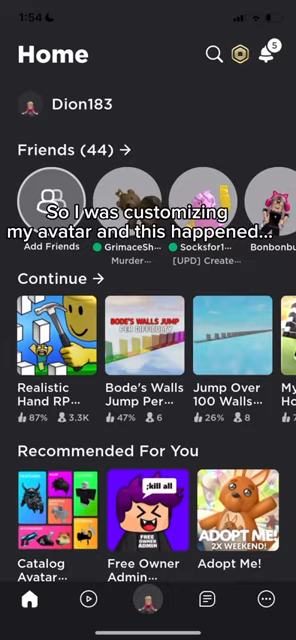 1:54
Home
5
Dion183
Friends (44) →
So I was customizing
my avatar and this happened...
Add Friends
GrimaceSh...
Socksfor1...
Bonbonbu
Murder...
[UPD] Create...
Continue →
BODE'S WALLS JUMP
PER DIFFICULTY
Realistic
Hand RP...
Bode's Walls
Jump Per...
Jump Over
100 Walls...
My
Ho
87%
3.3K
47%
6
26%
8
Recommended For You
;kill all
FREE
OWNER
ADMIN
ADOPT ME!
2X WEEKEND!
Catalog
Avatar...
Free Owner
Admin...
Adopt Me!